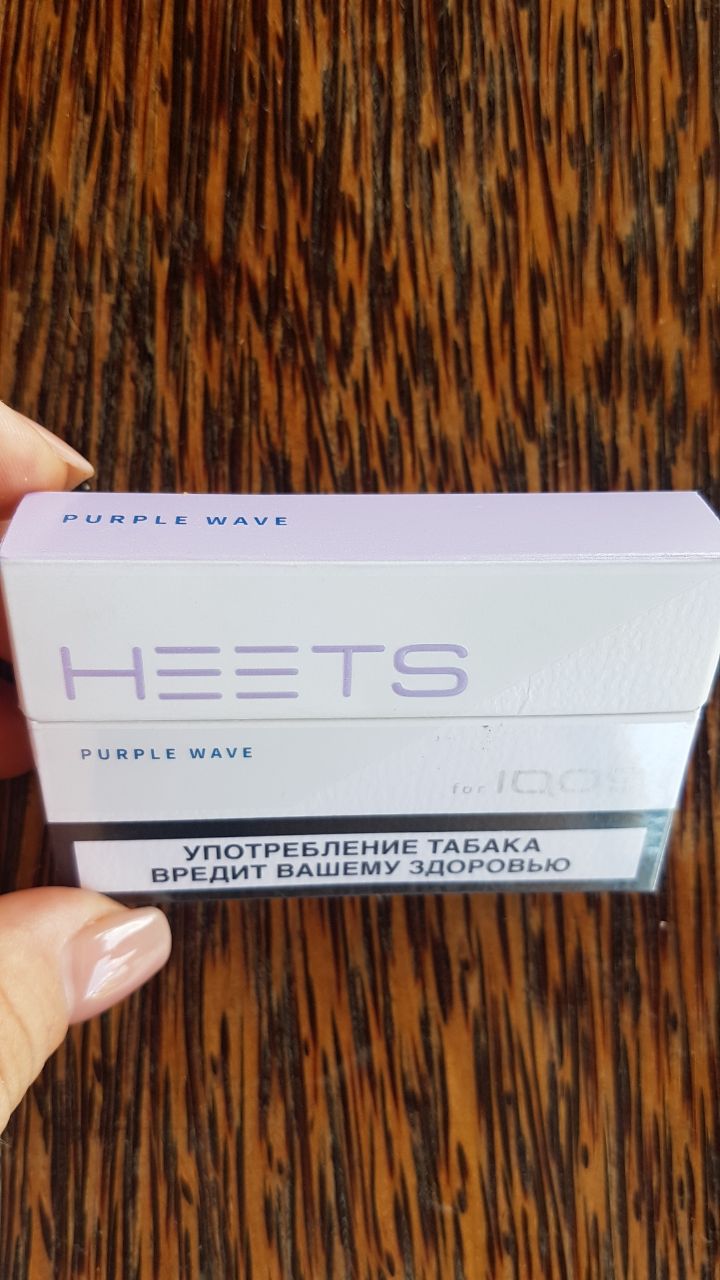 PURPLE WAVE
HEETS
PURPLE WAVE
for IQOS
УПОТРЕБЛЕНИЕ ТАБАКА
ВРЕДИТ ВАШЕМУ ЗДОРОВЬЮ